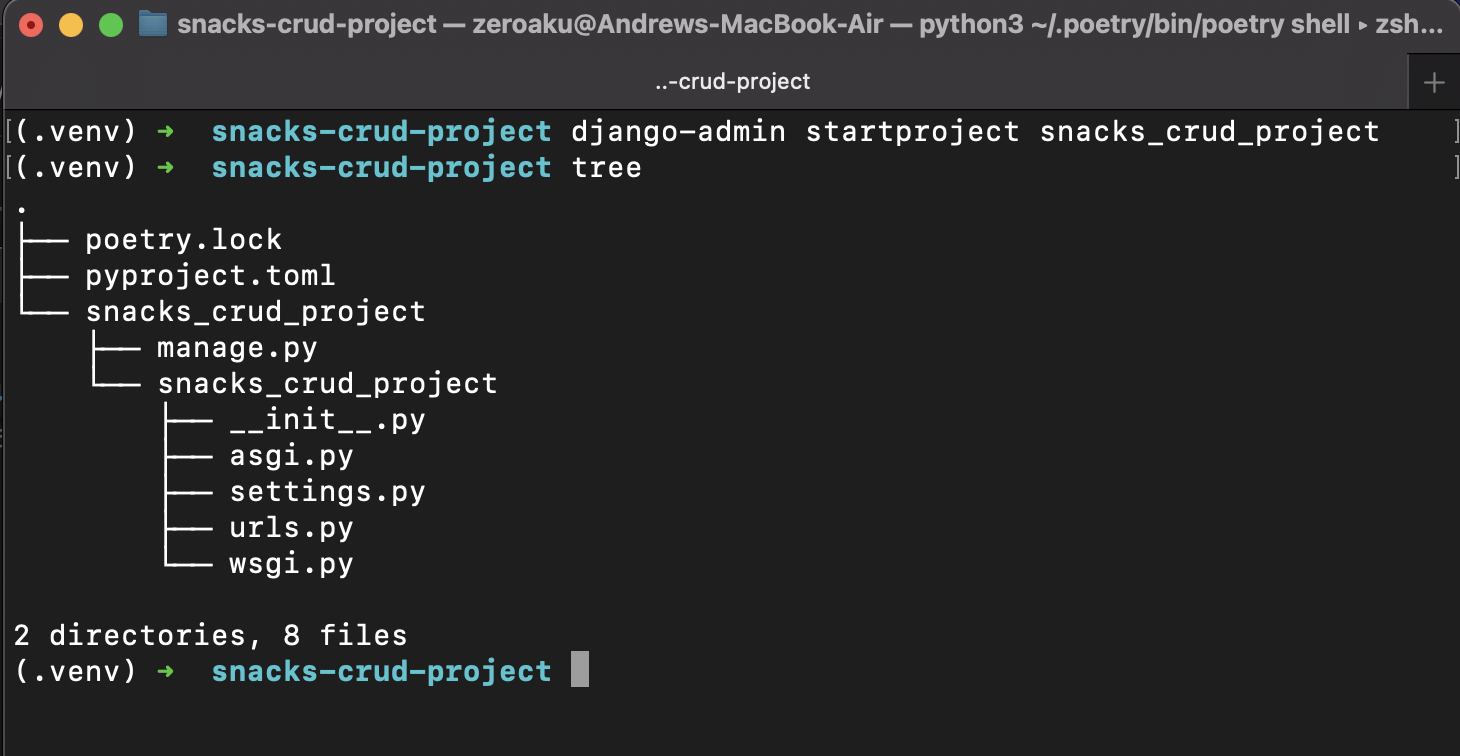 snacks-crud-project — zeroaku@Andrews-MacBook-Air — python3 ~/.poetry/bin/poetry shell ▸ zsh...
..-crud-project
[(.venv) ➜  snacks-crud-project django-admin startproject snacks_crud_project ]
[(.venv) ➜  snacks-crud-project tree ]
.
├── poetry.lock
├── pyproject.toml
└── snacks_crud_project
    ├── manage.py
    └── snacks_crud_project
        ├── __init__.py
        ├── asgi.py
        ├── settings.py
        ├── urls.py
        └── wsgi.py
2 directories, 8 files
(.venv) ➜  snacks-crud-project